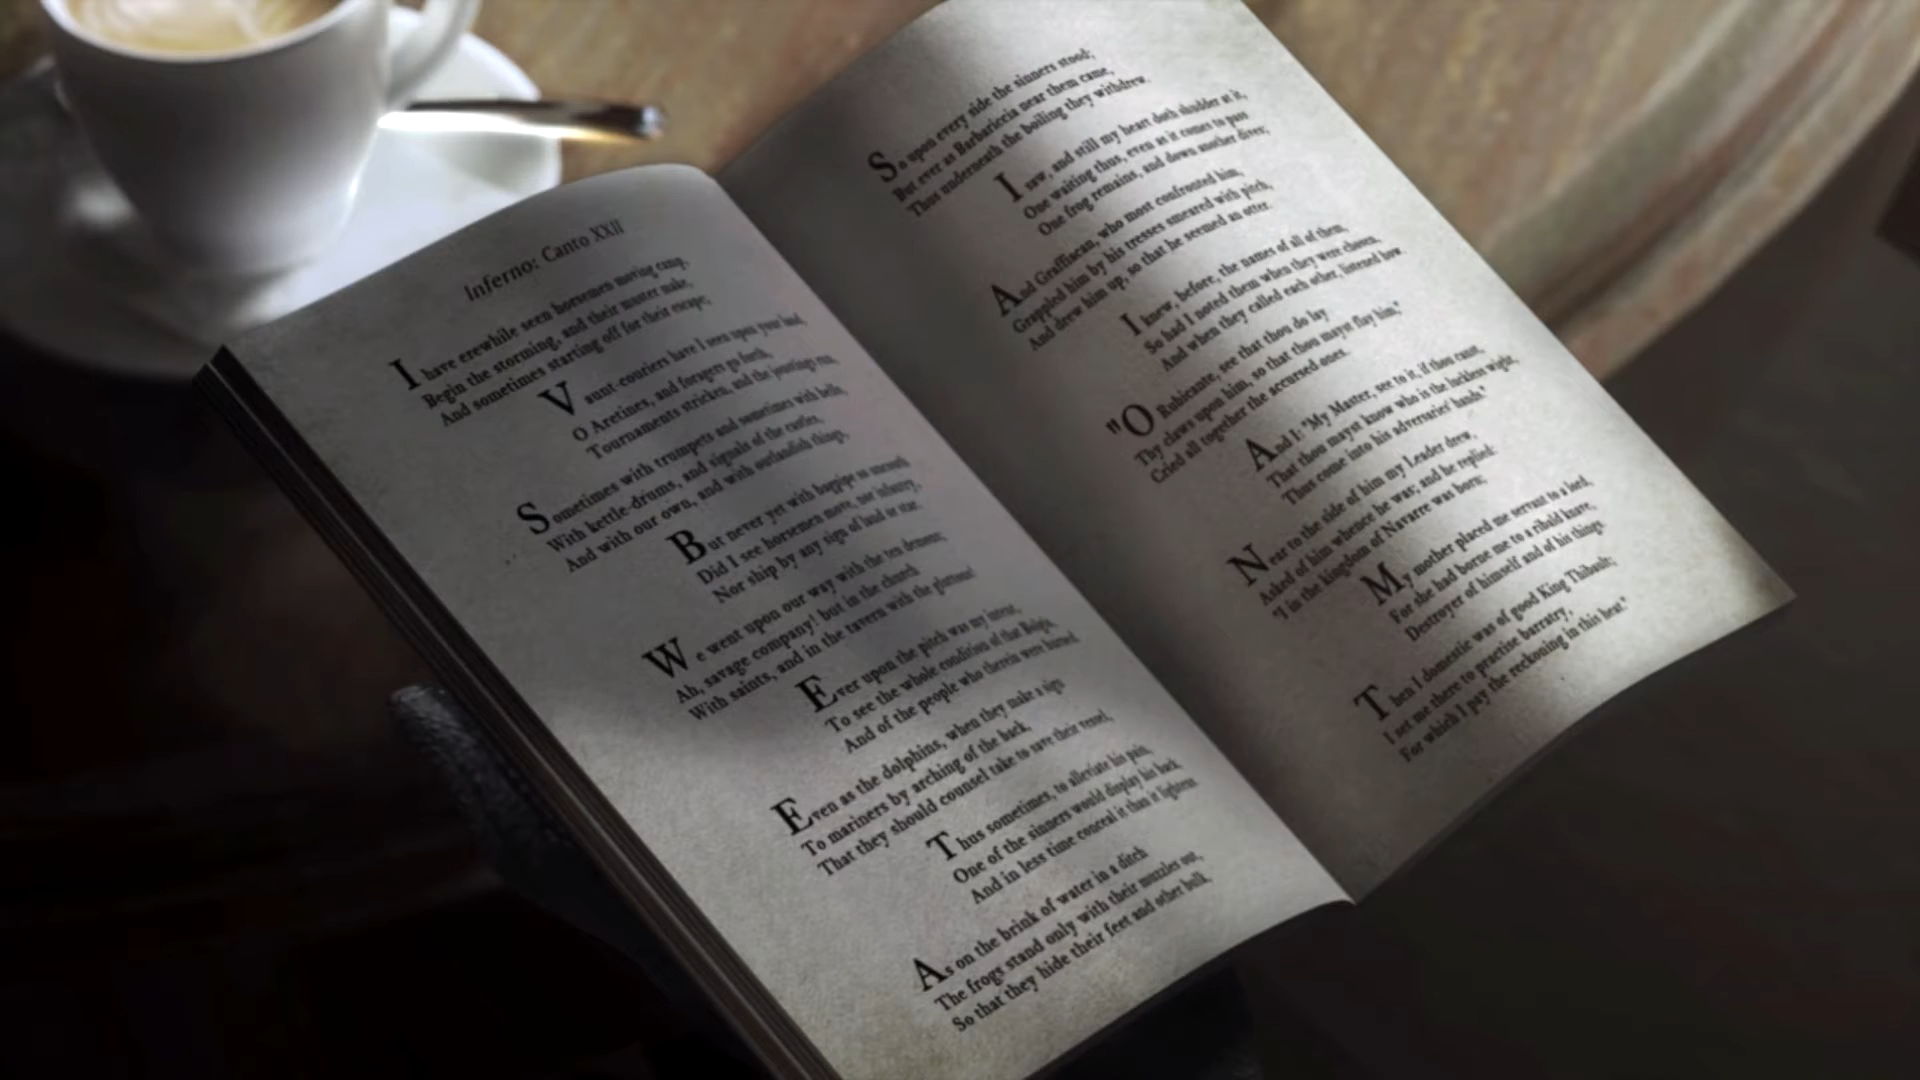 Inferno: Canto XXII
I have erewhile seen horsemen moving camp,
Begin the storming, and their muster make,
And sometimes starting off for their escape;
Vaunt-couriers have I seen upon your land,
O Aretines, and foragers go forth,
Tournaments stricken, and the jousting run,
Sometimes with trumpets and sometimes with bells,
With kettle-drums, and signals of the castles,
And with our own, and with outlandish things,
But never yet with bagpipe so uncouth
Did I see horsemen move, nor infantry,
Nor ship by any sign of land or star.
We went upon our way with the ten demons;
Ah, savage company! but in the church
With saints, and in the tavern with the gluttons!
Ever upon the pitch was my intent,
To see the whole condition of that Bolgia,
And of the people who therein were burned.
Even as the dolphins, when they make a sign
To mariners by arching of the back,
That they should counsel take to save their vessel,
Thus sometimes, to alleviate his pain,
One of the sinners would display his back,
And in less time conceal it than it lightens.
As on the brink of water in a ditch
The frogs stand only with their muzzles out,
So that they hide their feet and other bulk,
So upon every side the sinners stood;
But ever as Barbariccia near them came,
Thus underneath the boiling they withdrew.
I saw, and still my heart doth shudder at it,
One waiting thus, even as it comes to pass
One frog remains, and down another dives;
And Graffiacan, who most confronted him,
Grappled him by his tresses smeared with pitch,
And drew him up, so that he seemed an otter.
I knew, before, the names of all of them,
So had I noted them when they were chosen,
And when they called each other, listened how
"O Rubicante, see that thou do lay
Thy claws upon him, so that thou mayst flay him,"
Cried all together the accursed ones.
And I: "My Master, see to it, if thou canst,
That thou mayst know who is the luckless wight,
Thus come into his adversaries' hands."
Near to the side of him my Leader drew,
Asked of him whence he was; and he replied:
"I in the kingdom of Navarre was born;
My mother placed me servant to a lord,
For she had borne me to a ribald knave,
Destroyer of himself and of his things.
Then I domestic was of good King Thibault;
I set me there to practise barratry,
For which I pay the reckoning in this heat."